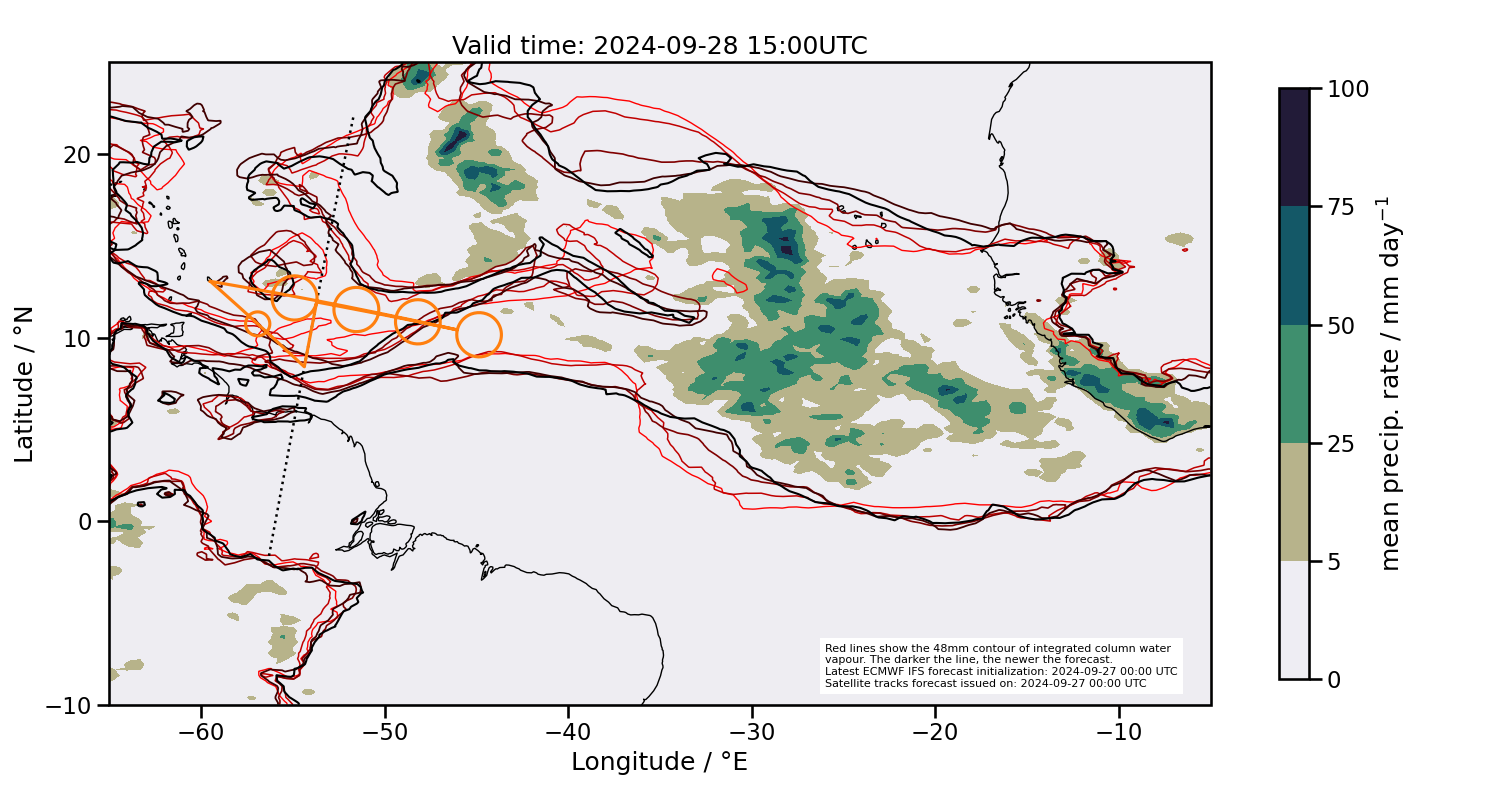 Valid time: 2024-09-28 15:00UTC
20
10
0
−10
Latitude / °N
−60
−50
−40
−30
−20
−10
Longitude / °E
Red lines show the 48mm contour of integrated column water
vapour. The darker the line, the newer the forecast.
Latest ECMWF IFS forecast initialization: 2024-09-27 00:00 UTC
Satellite tracks forecast issued on: 2024-09-27 00:00 UTC
100
75
50
25
5
0
mean precip. rate / mm day⁻¹